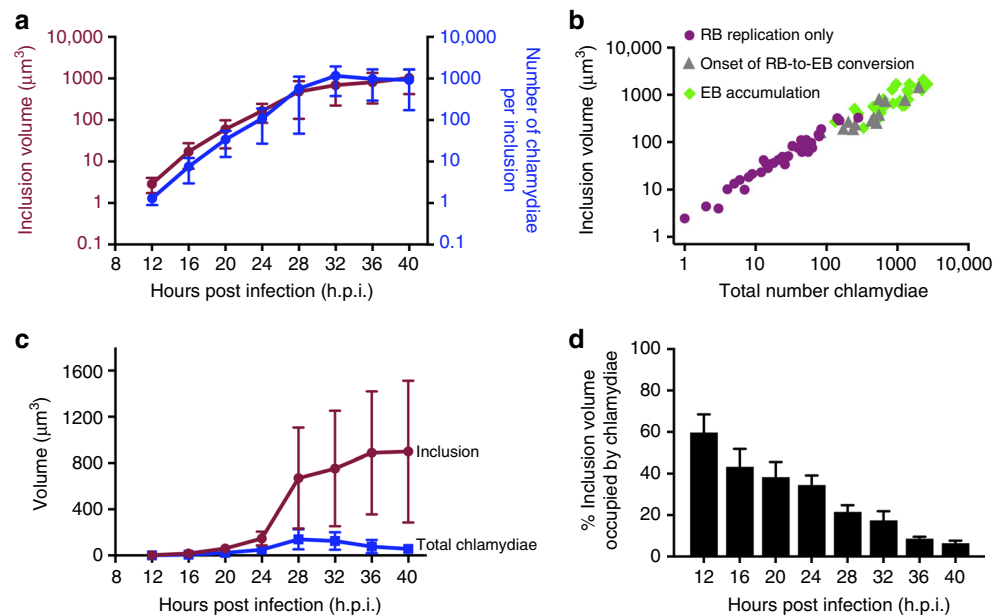 a
10,000
1000
100
10
1
0.1
Inclusion volume (μm³)
10,000
1000
100
10
1
0.1
Number of chlamydiae
per inclusion
8 12 16 20 24 28 32 36 40
Hours post infection (h.p.i.)
b
RB replication only
Onset of RB-to-EB conversion
EB accumulation
10,000
1000
100
10
1
Inclusion volume (μm³)
1 10 100 1000 10,000
Total number chlamydiae
c
1600
1200
800
400
0
Volume (μm³)
Inclusion
Total chlamydiae
8 12 16 20 24 28 32 36 40
Hours post infection (h.p.i.)
d
100
80
60
40
20
0
% Inclusion volume
occupied by chlamydiae
12 16 20 24 28 32 36 40
Hours post infection (h.p.i.)